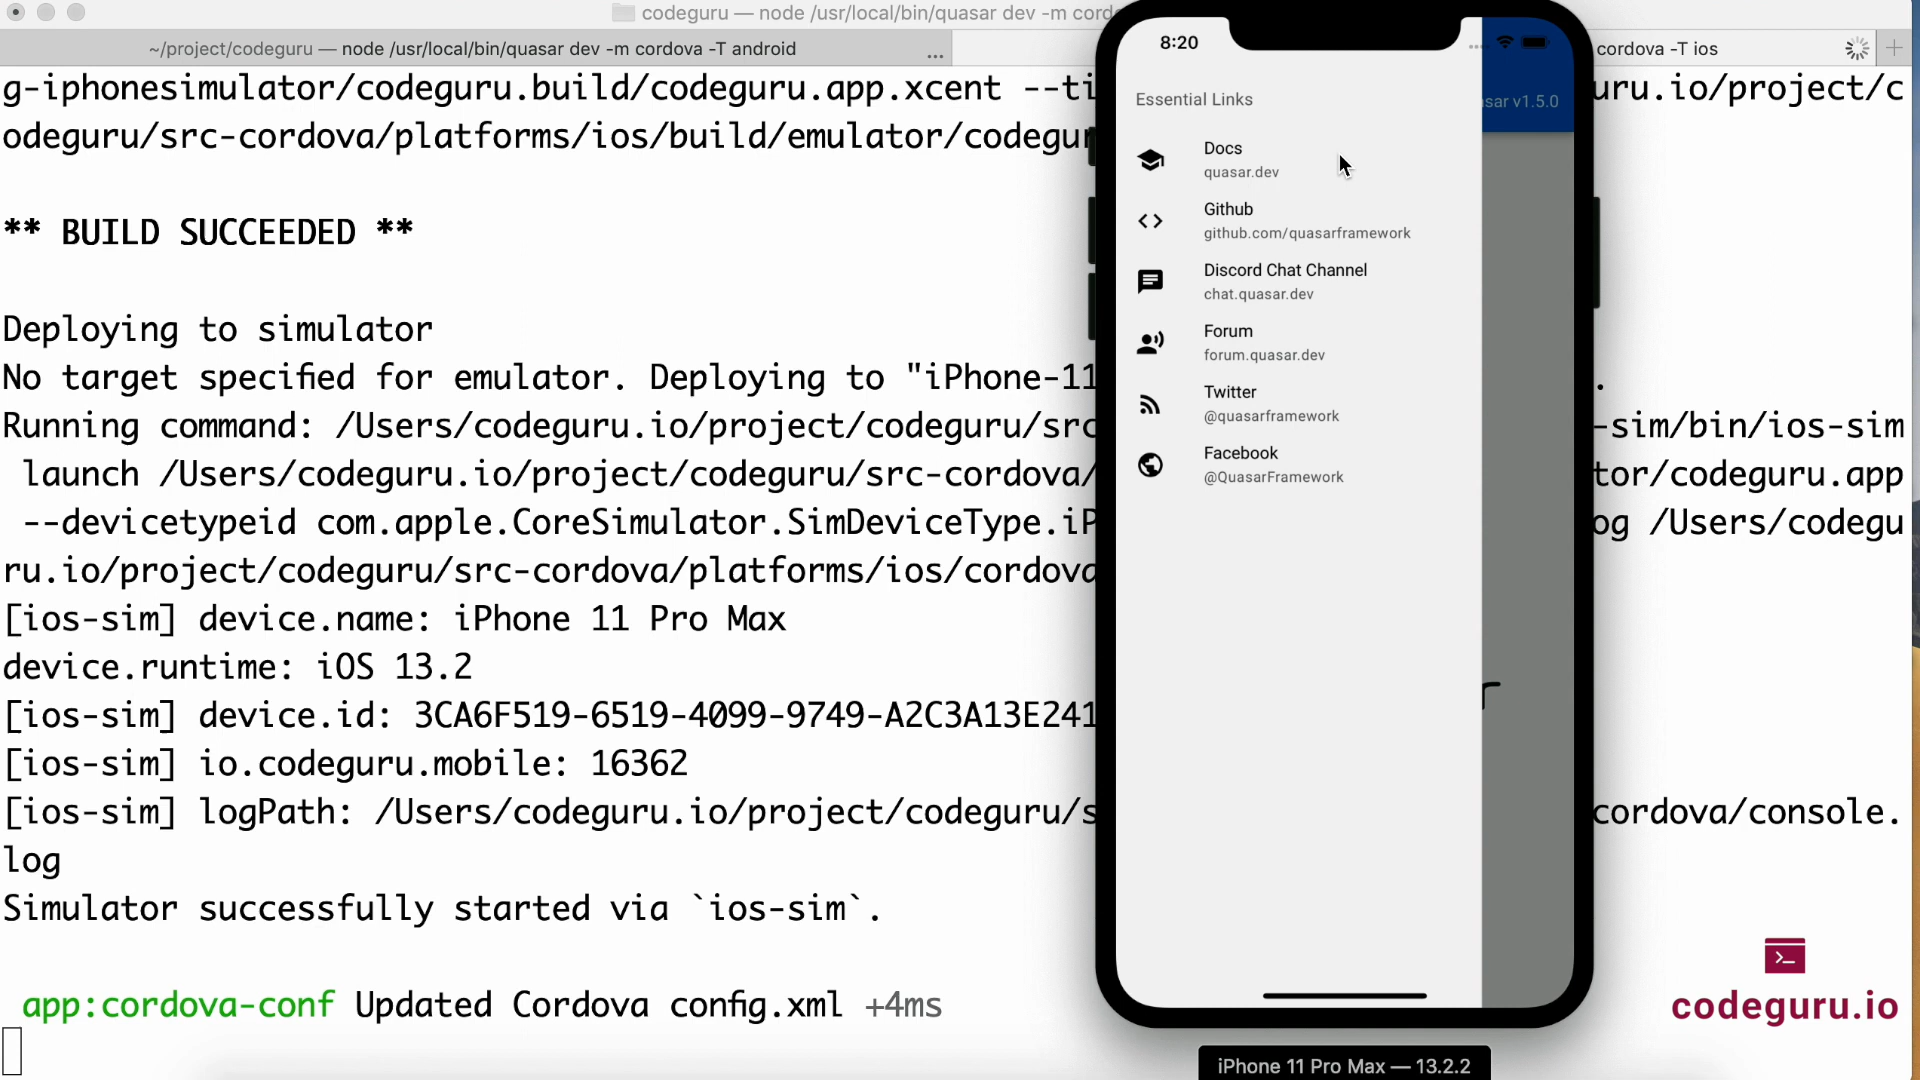 codeguru — node /usr/local/bin/quasar dev -m cord
~/project/codeguru — node /usr/local/bin/quasar dev -m cordova -T android
...
cordova -T ios
g-iphonesimulator/codeguru.build/codeguru.app.xcent --ti
uru.io/project/c
odeguru/src-cordova/platforms/ios/build/emulator/codegur
** BUILD SUCCEEDED **
Deploying to simulator
No target specified for emulator. Deploying to "iPhone-11
.
Running command: /Users/codeguru.io/project/codeguru/src
-sim/bin/ios-sim
launch /Users/codeguru.io/project/codeguru/src-cordova/
tor/codeguru.app
--devicetypeid com.apple.CoreSimulator.SimDeviceType.iP
og /Users/codegu
ru.io/project/codeguru/src-cordova/platforms/ios/cordova
[ios-sim] device.name: iPhone 11 Pro Max
device.runtime: iOS 13.2
[ios-sim] device.id: 3CA6F519-6519-4099-9749-A2C3A13E241
[ios-sim] io.codeguru.mobile: 16362
[ios-sim] logPath: /Users/codeguru.io/project/codeguru/s
cordova/console.
log
Simulator successfully started via `ios-sim`.
app:cordova-conf Updated Cordova config.xml +4ms
8:20
Essential Links
sar v1.5.0
Docs
quasar.dev
Github
github.com/quasarframework
Discord Chat Channel
chat.quasar.dev
Forum
forum.quasar.dev
Twitter
@quasarframework
Facebook
@QuasarFramework
r
iPhone 11 Pro Max — 13.2.2
codeguru.io